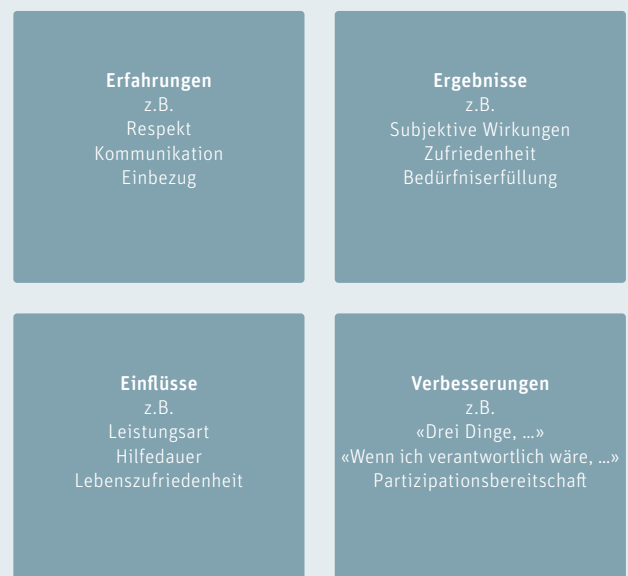 Erfahrungen
z.B.
Respekt
Kommunikation
Einbezug
Ergebnisse
z.B.
Subjektive Wirkungen
Zufriedenheit
Bedürfniserfüllung
Einflüsse
z.B.
Leistungsart
Hilfedauer
Lebenszufriedenheit
Verbesserungen
z.B.
«Drei Dinge, …»
«Wenn ich verantwortlich wäre, …»
Partizipationsbereitschaft